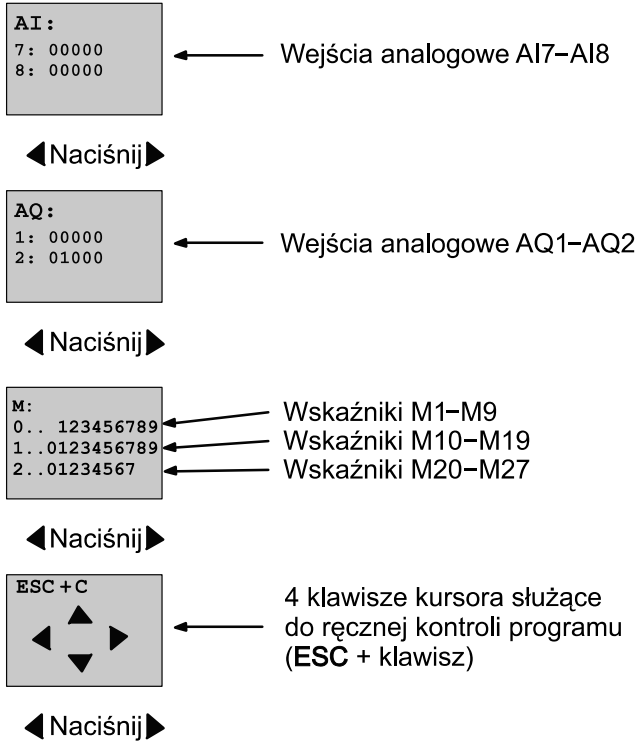 AI:
7: 00000
8: 00000
Wejścia analogowe AI7–AI8
Naciśnij
AQ:
1: 00000
2: 01000
Wejścia analogowe AQ1–AQ2
Naciśnij
M:
0.. 123456789
1..0123456789
2..01234567
Wskaźniki M1–M9
Wskaźniki M10–M19
Wskaźniki M20–M27
Naciśnij
ESC+C
4 klawisze kursora służące
do ręcznej kontroli programu
(ESC + klawisz)
Naciśnij